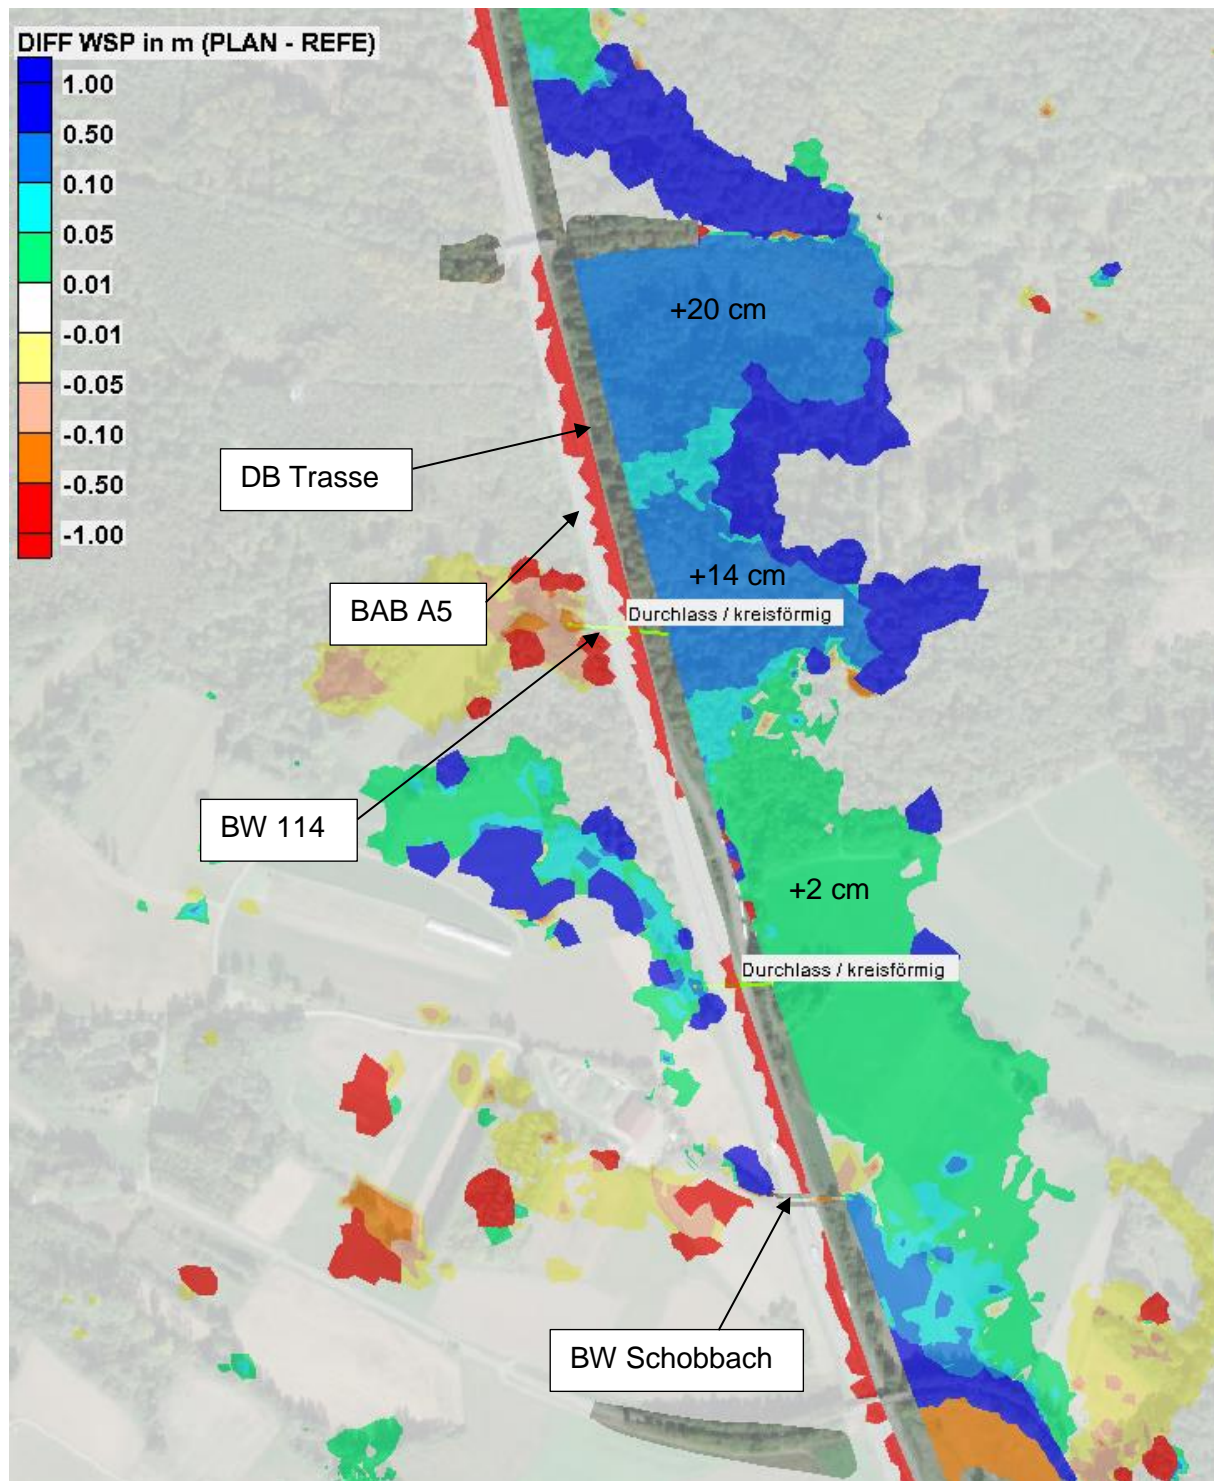 DIFF WSP in m (PLAN - REFE)
1.00
0.50
0.10
0.05
0.01
-0.01
-0.05
-0.10
-0.50
-1.00
+20 cm
DB Trasse
+14 cm
BAB A5
Durchlass / kreisförmig
BW 114
+2 cm
Durchlass / kreisförmig
BW Schobbach